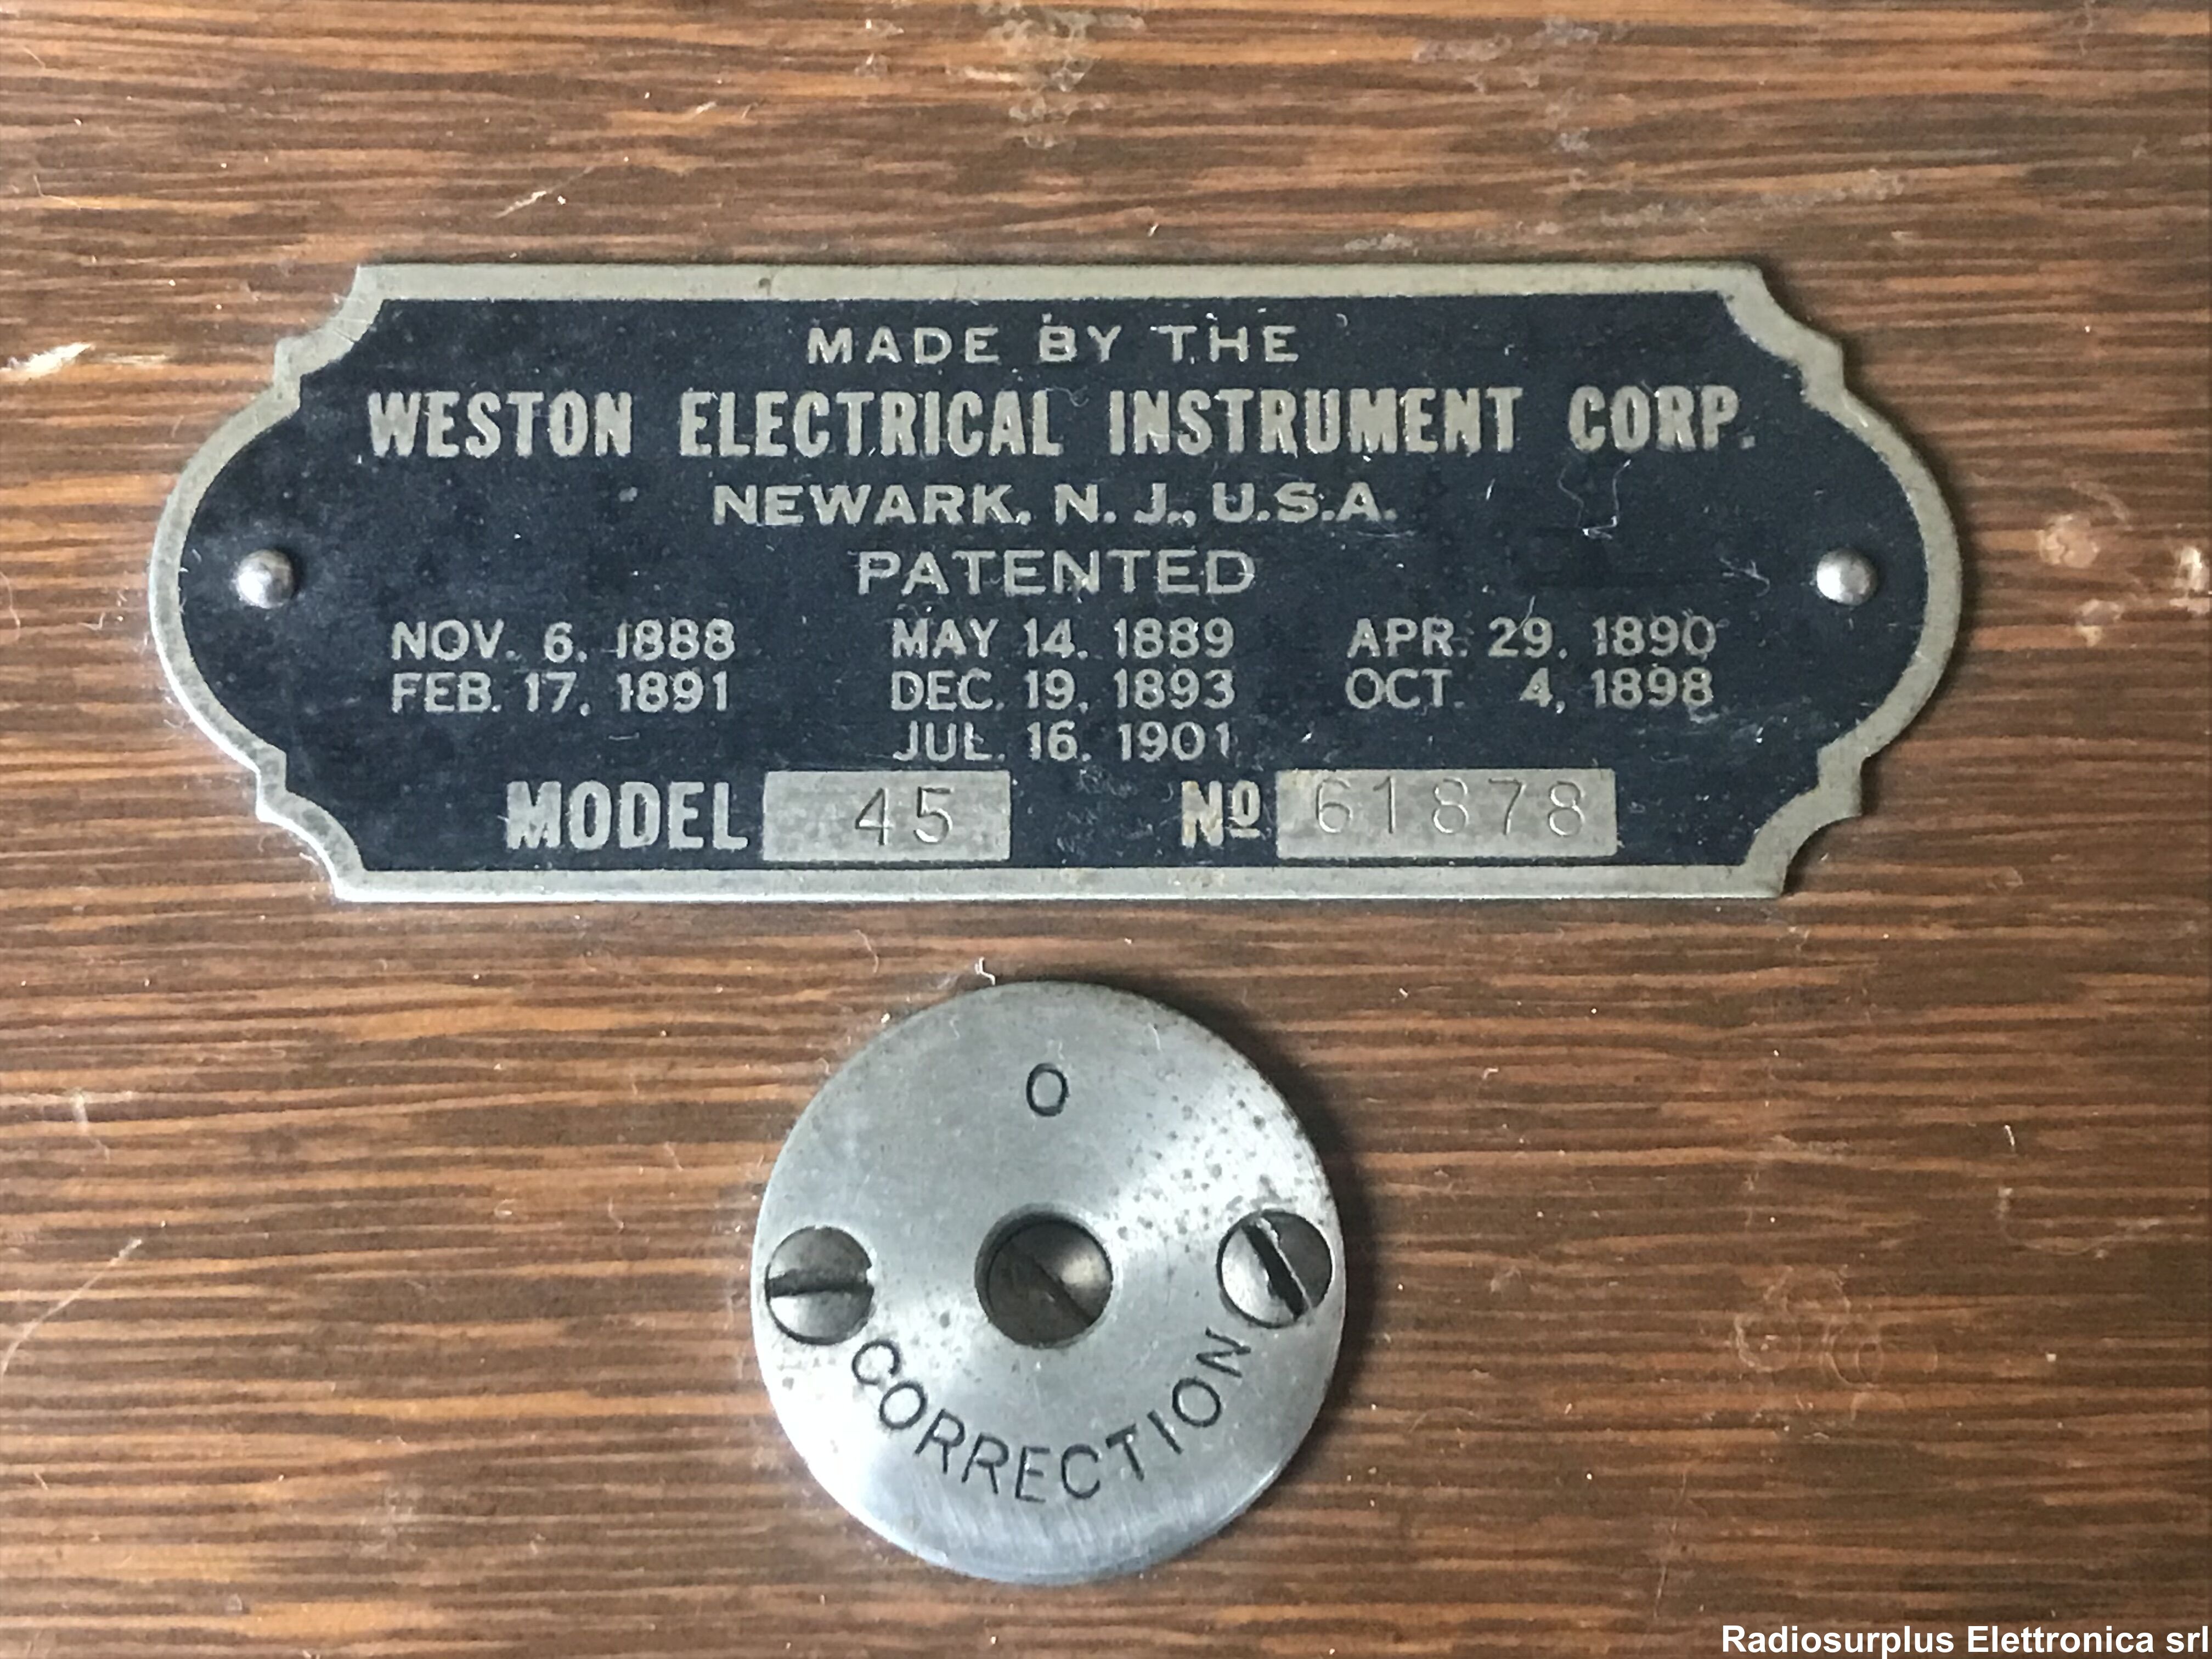 MADE BY THE
WESTON ELECTRICAL INSTRUMENT CORP.
NEWARK, N. J., U.S.A.
PATENTED
NOV. 6, 1888 MAY 14, 1889 APR. 29, 1890
FEB. 17, 1891 DEC. 19, 1893 OCT. 4, 1898
JUL. 16, 1901
MODEL 45 Nº 61878
O
CORRECTION
Radiosurplus Elettronica srl